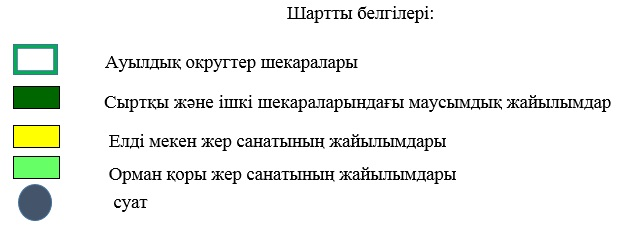 Шартты белгілері:
Ауылдық округтер шекаралары
Сыртқы және ішкі шекараларындағы маусымдық жайылымдар
Елді мекен жер санатының жайылымдары
Орман қоры жер санатының жайылымдары
суат